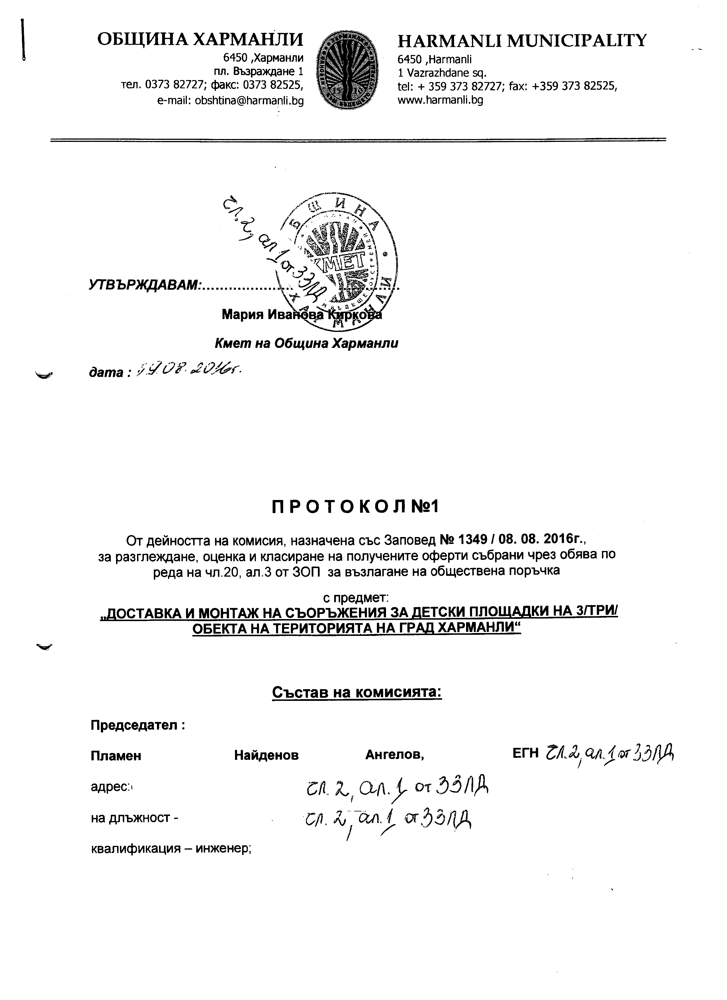 ОБЩИНА ХАРМАНЛИ
6450 ,Харманли
пл. Възраждане 1
тел. 0373 82727; факс: 0373 82525,
e-mail: obshtina@harmanli.bg
HARMANLI MUNICIPALITY
6450 ,Harmanli
1 Vazrazhdane sq.
tel: + 359 373 82727; fax: +359 373 82525,
www.harmanli.bg
15 10
чл.2, ал 1 от ЗЗЛД
КМЕТ
УТВЪРЖДАВАМ:
Мария Иванова Киркова
Кмет на Община Харманли
дата : 19.08.2016г.
П Р О Т О К О Л №1
От дейността на комисия, назначена със Заповед № 1349 / 08. 08. 2016г.,
за разглеждане, оценка и класиране на получените оферти събрани чрез обява по
реда на чл.20, ал.3 от ЗОП за възлагане на обществена поръчка
с предмет:
„ДОСТАВКА И МОНТАЖ НА СЪОРЪЖЕНИЯ ЗА ДЕТСКИ ПЛОЩАДКИ НА 3/ТРИ/
ОБЕКТА НА ТЕРИТОРИЯТА НА ГРАД ХАРМАНЛИ“
Състав на комисията:
Председател :
Пламен Найденов Ангелов, ЕГН чл.2, ал.1 от ЗЗЛД
адрес: чл. 2, ал. 1 от ЗЗЛД
на длъжност - чл. 2, ал.1 от ЗЗЛД
квалификация – инженер;